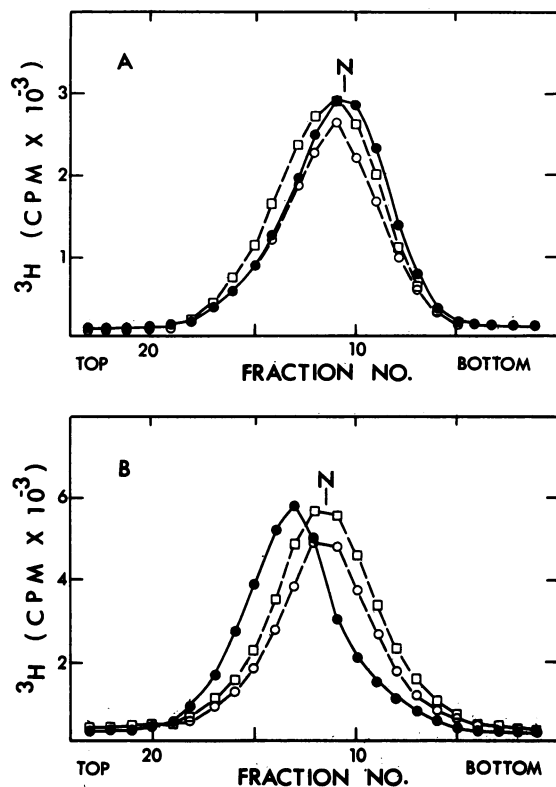 A
N
3
2
1
³H (CPM X 10⁻³)
20
10
TOP
FRACTION NO.
BOTTOM
B
N
6
4
2
³H (CPM X 10⁻³)
20
10
TOP
FRACTION NO.
BOTTOM